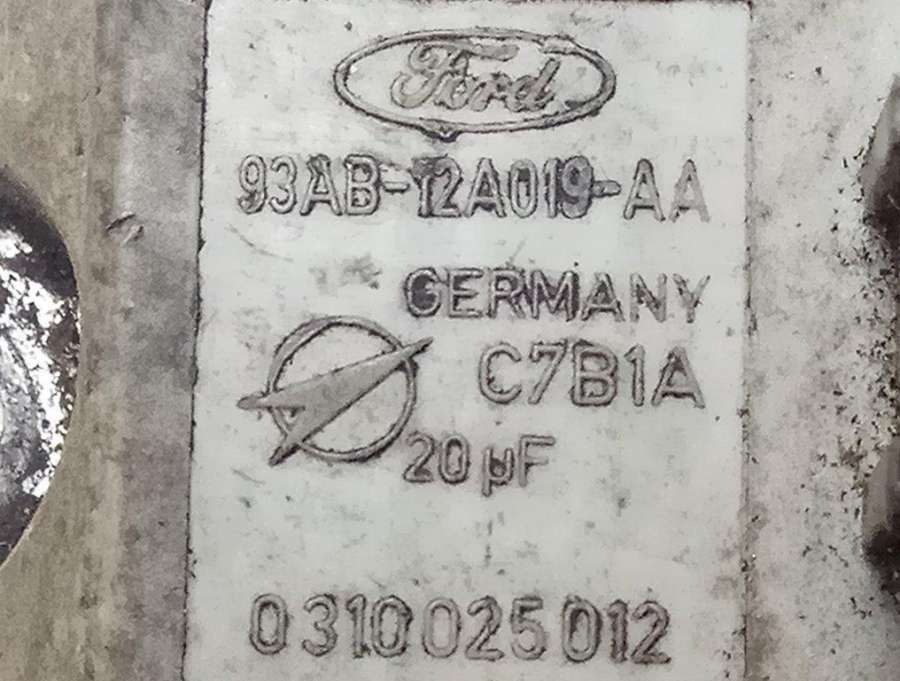 Ford
93AB-12A019-AA
GERMANY
C7B1A
20 µF
0310025012